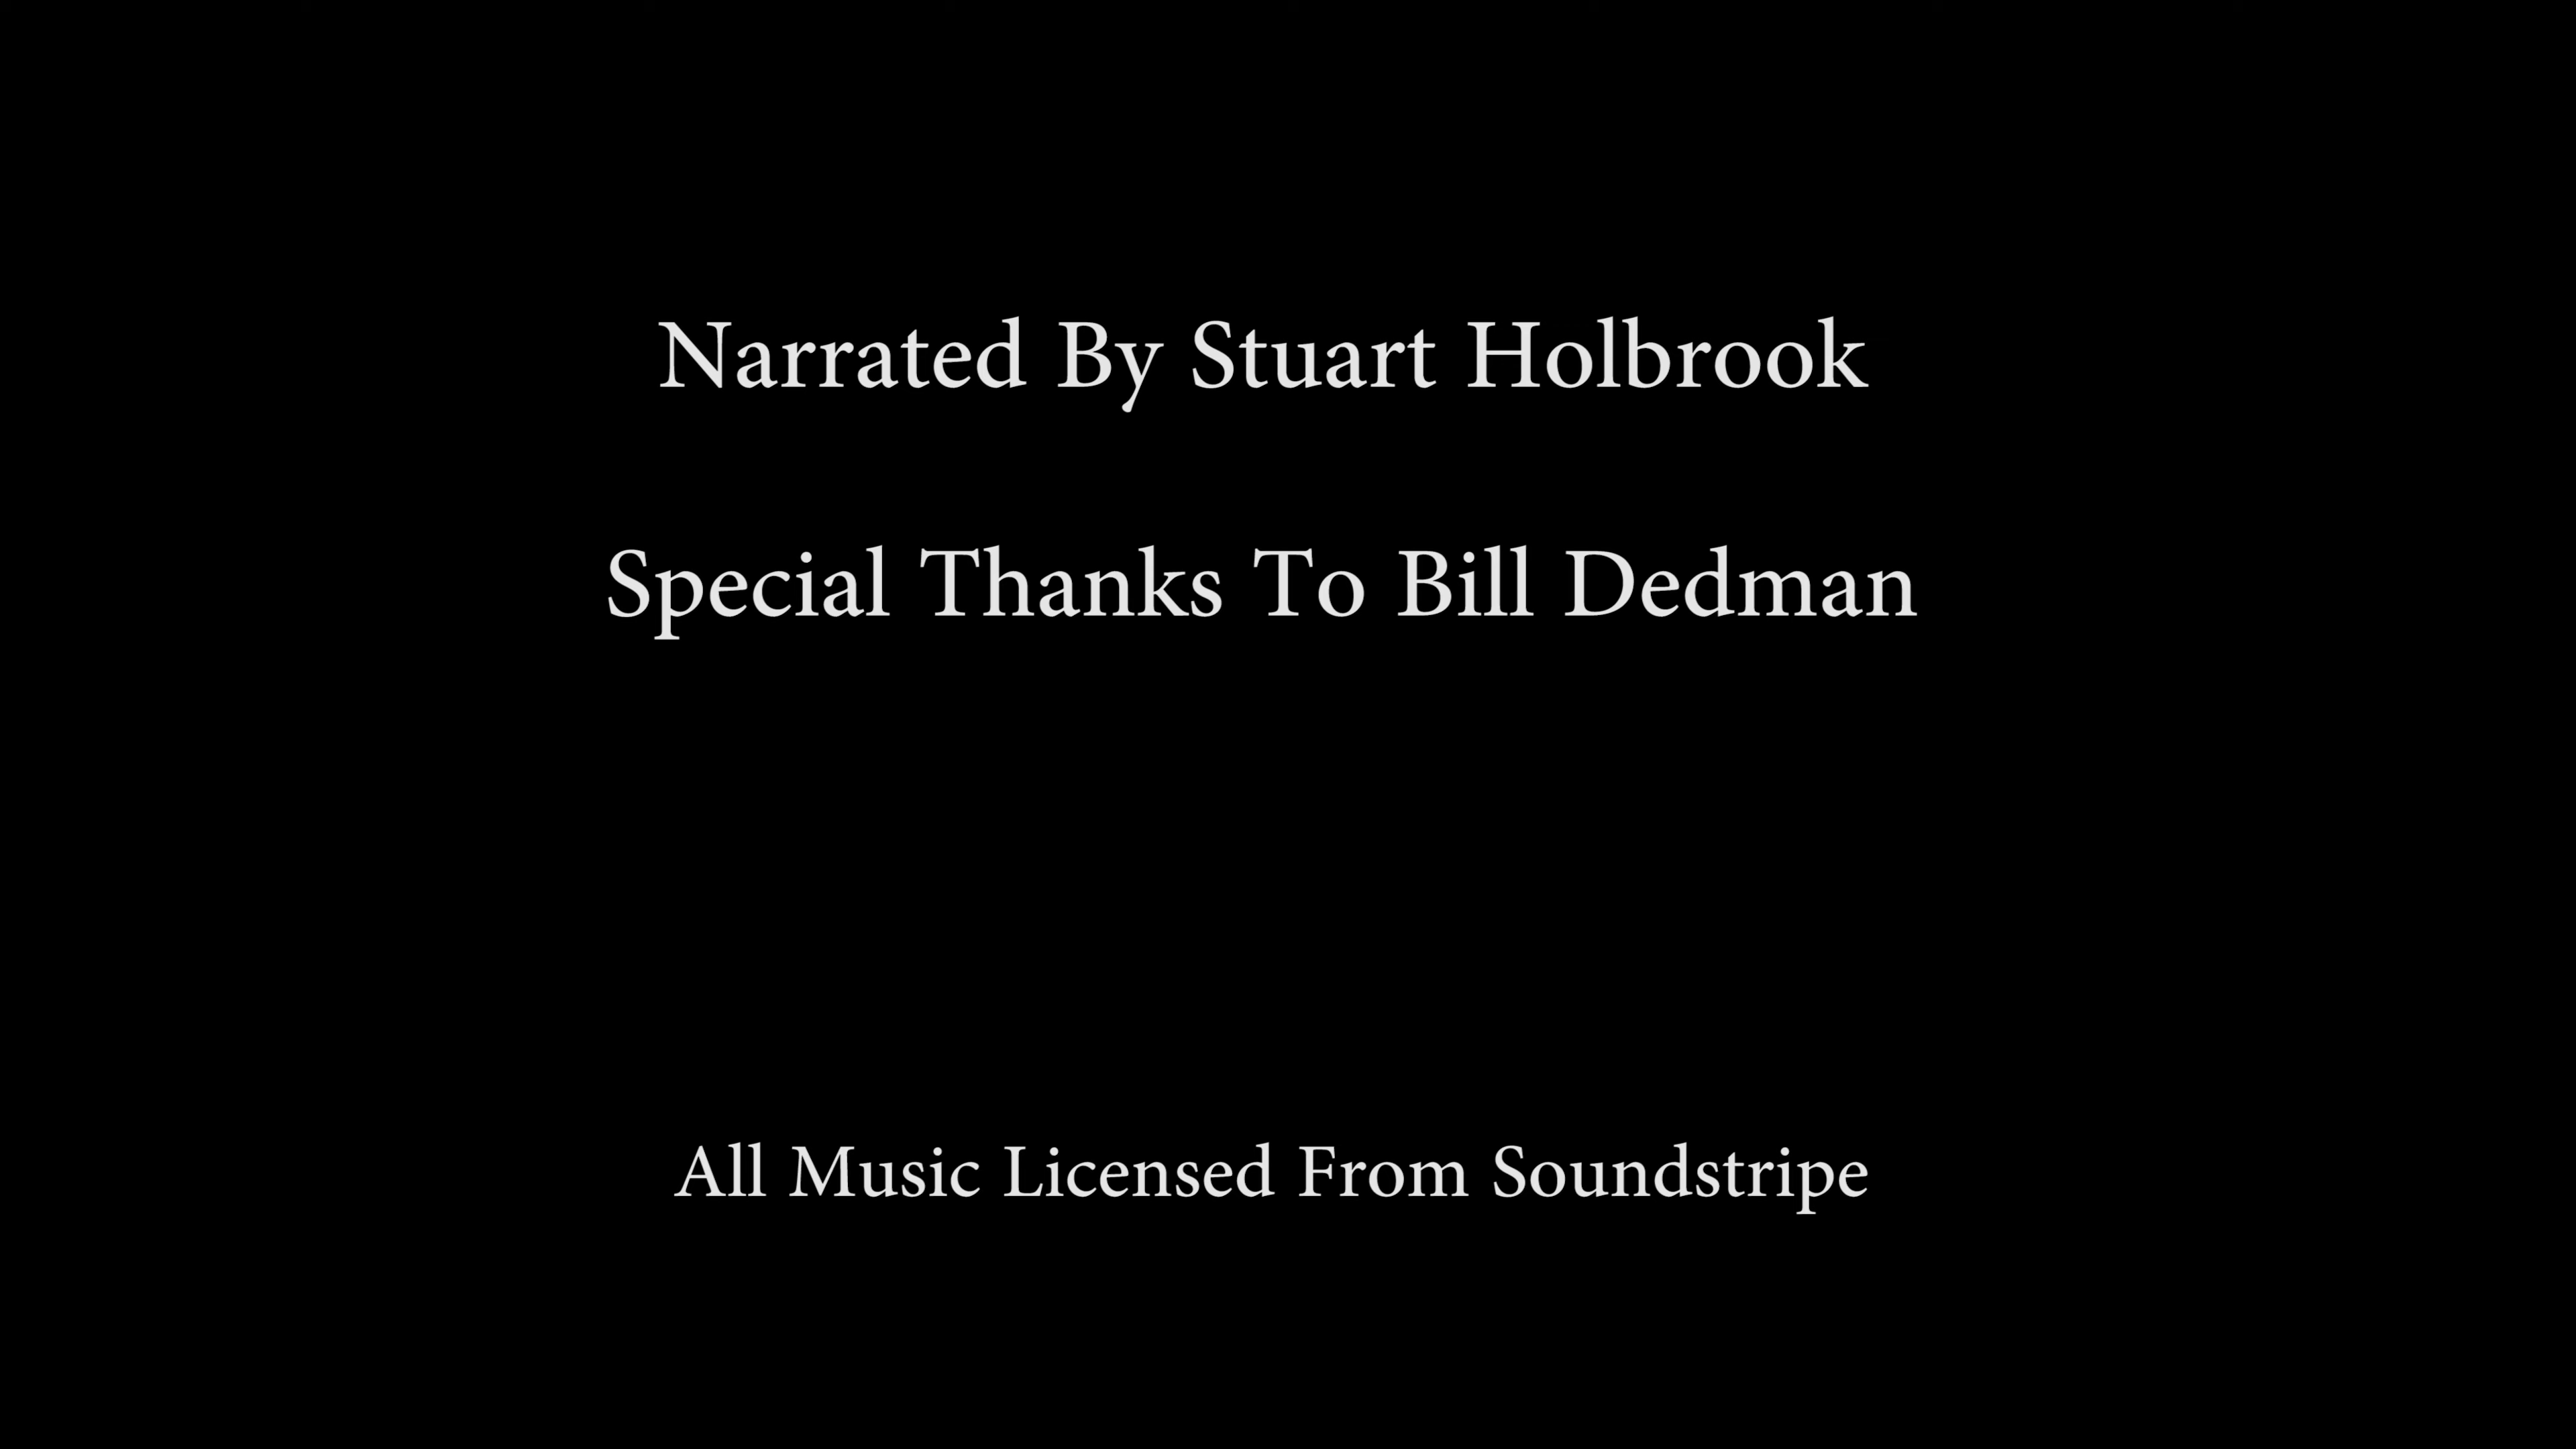 Narrated By Stuart Holbrook
Special Thanks To Bill Dedman
All Music Licensed From Soundstripe